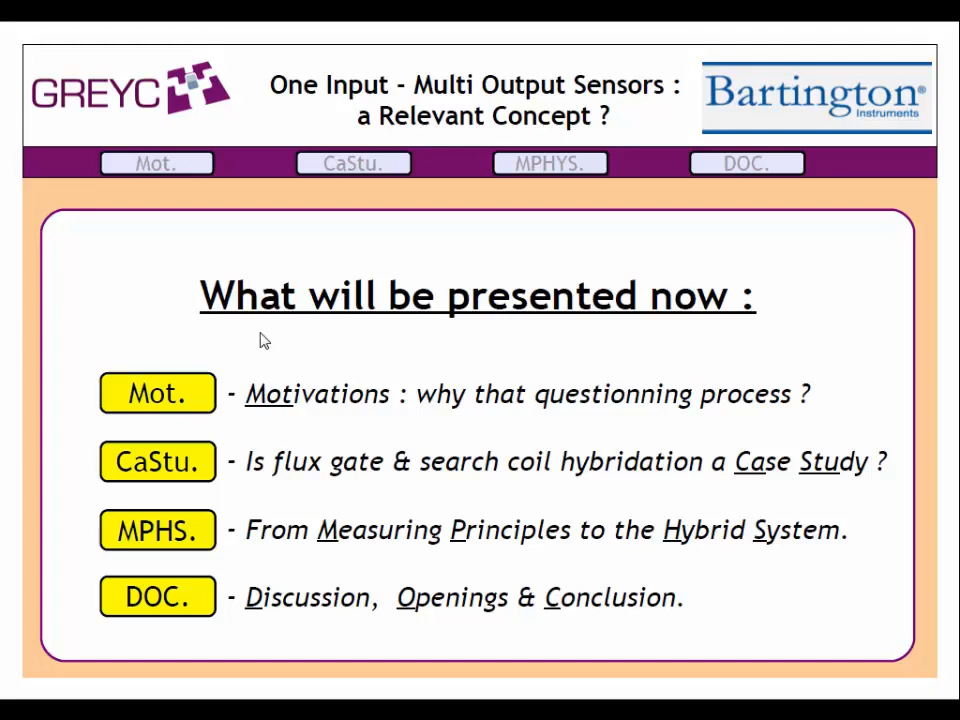 GREYC
One Input - Multi Output Sensors :
a Relevant Concept ?
Bartington®
Instruments
Mot. CaStu. MPHYS. DOC.
What will be presented now :
Mot. - Motivations : why that questionning process ?
CaStu. - Is flux gate & search coil hybridation a Case Study ?
MPHS. - From Measuring Principles to the Hybrid System.
DOC. - Discussion, Openings & Conclusion.